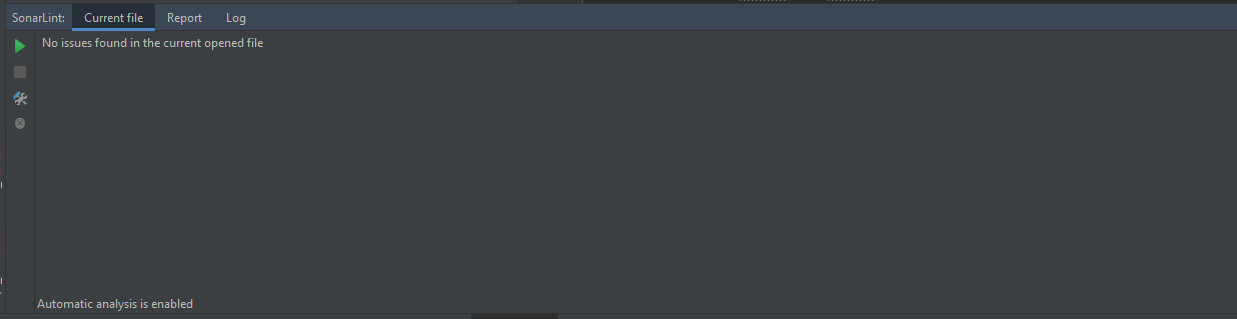 SonarLint: Current file Report Log
No issues found in the current opened file
Automatic analysis is enabled